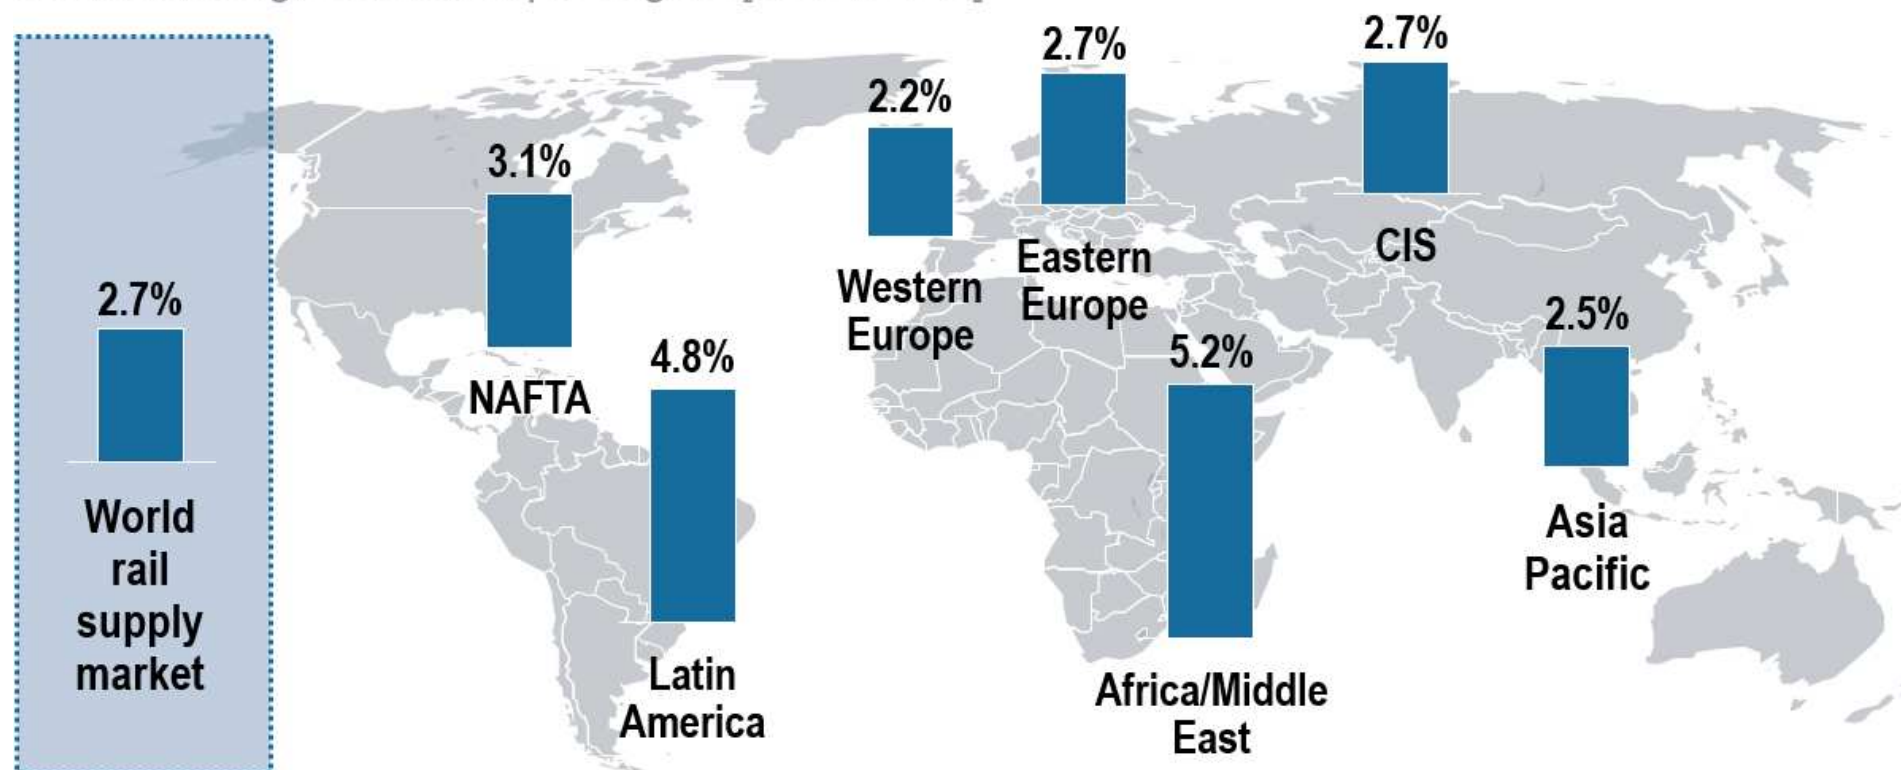 2.7%
World
rail
supply
market
3.1%
NAFTA
4.8%
Latin
America
2.2%
Western
Europe
2.7%
Eastern
Europe
2.7%
CIS
5.2%
Africa/Middle
East
2.5%
Asia
Pacific